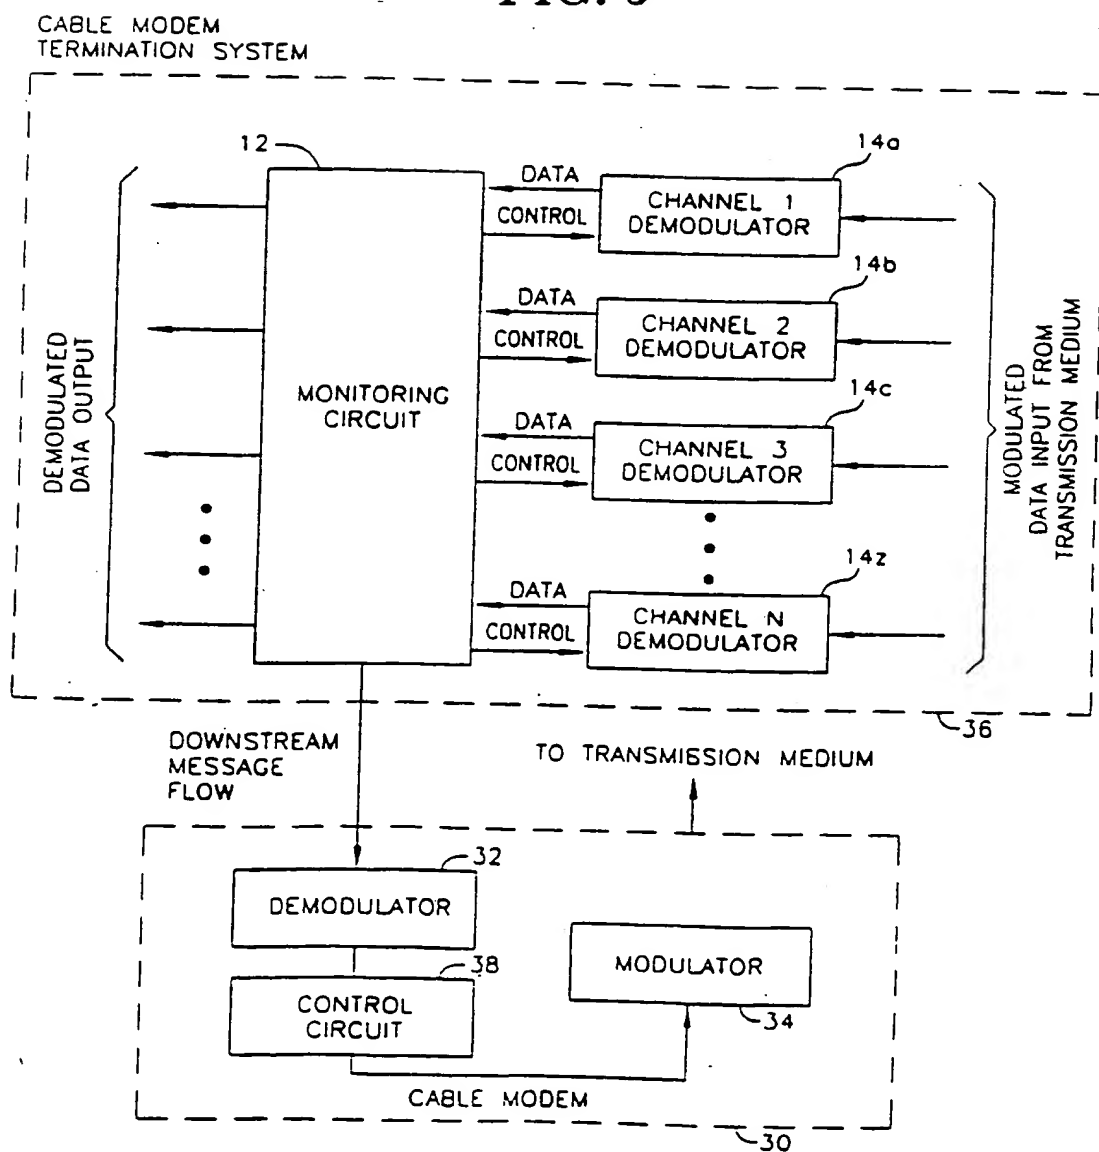 CABLE MODEM
TERMINATION SYSTEM
12
14a
DATA
CONTROL
CHANNEL 1
DEMODULATOR
14b
DATA
CONTROL
CHANNEL 2
DEMODULATOR
14c
DATA
CONTROL
CHANNEL 3
DEMODULATOR
14z
DATA
CONTROL
CHANNEL N
DEMODULATOR
MONITORING
CIRCUIT
DEMODULATED
DATA OUTPUT
MODULATED
DATA INPUT FROM
TRANSMISSION MEDIUM
36
DOWNSTREAM
MESSAGE
FLOW
TO TRANSMISSION MEDIUM
32
DEMODULATOR
38
CONTROL
CIRCUIT
MODULATOR
34
CABLE MODEM
30